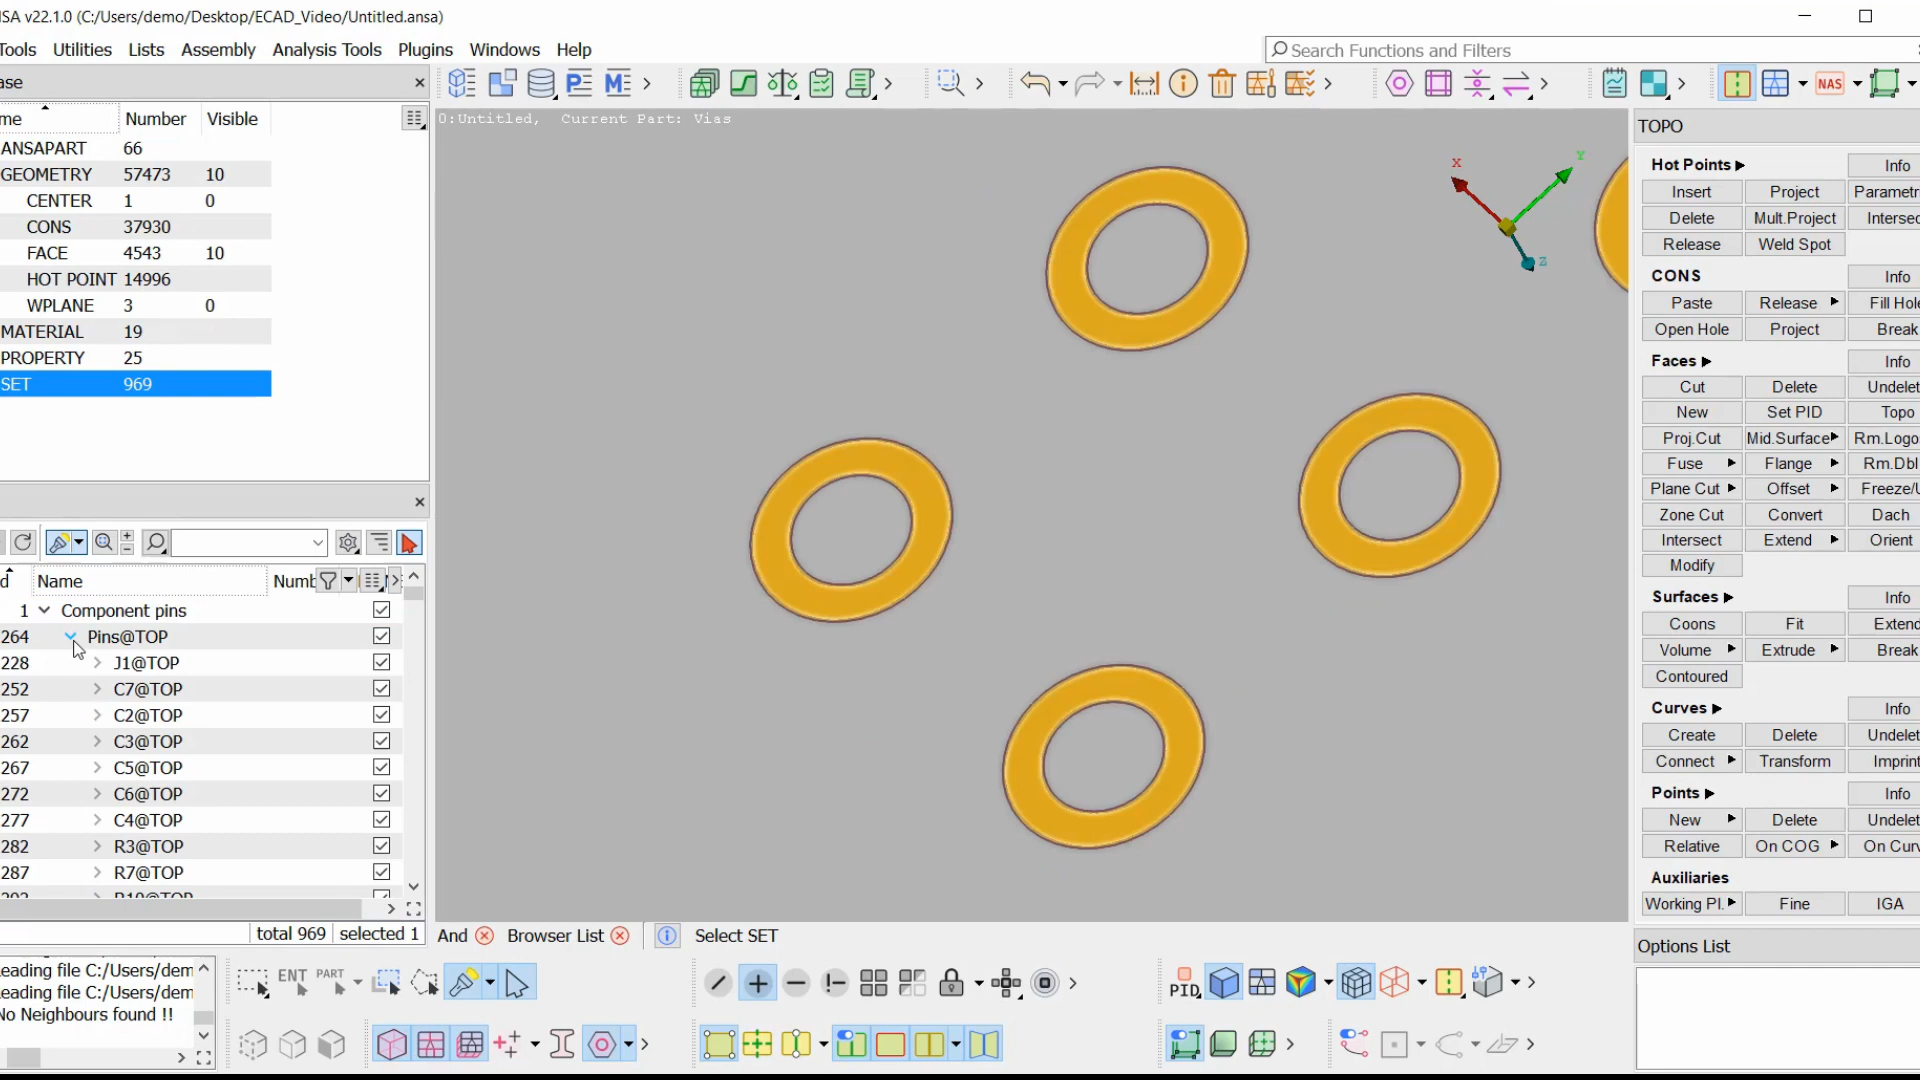 SA v22.1.0 (C:/Users/demo/Desktop/ECAD_Video/Untitled.ansa)
Tools Utilities Lists Assembly Analysis Tools Plugins Windows Help
Search Functions and Filters
ase
me Number Visible
ANSAPART 66
GEOMETRY 57473 10
CENTER 1 0
CONS 37930
FACE 4543 10
HOT POINT 14996
WPLANE 3 0
MATERIAL 19
PROPERTY 25
SET 969
d Name Numb
1 Component pins
264 Pins@TOP
228 J1@TOP
252 C7@TOP
257 C2@TOP
262 C3@TOP
267 C5@TOP
272 C6@TOP
277 C4@TOP
282 R3@TOP
287 R7@TOP
total 969 selected 1
eading file C:/Users/dem
eading file C:/Users/dem
No Neighbours found !!
0:Untitled, Current Part: Vias
X Y Z
NAS
And Browser List Select SET
ENT PART
PID
TOPO
Hot Points Info
Insert Project Parametri
Delete Mult.Project Intersec
Release Weld Spot
CONS Info
Paste Release Fill Hole
Open Hole Project Break
Faces Info
Cut Delete Undelet
New Set PID Topo
Proj.Cut Mid.Surface Rm.Logo
Fuse Flange Rm.Dbl
Plane Cut Offset Freeze/U
Zone Cut Convert Dach
Intersect Extend Orient
Modify
Surfaces Info
Coons Fit Extend
Volume Extrude Break
Contoured
Curves Info
Create Delete Undelet
Connect Transform Imprint
Points Info
New Delete Undelet
Relative On COG On Curv
Auxiliaries
Working Pl. Fine IGA
Options List